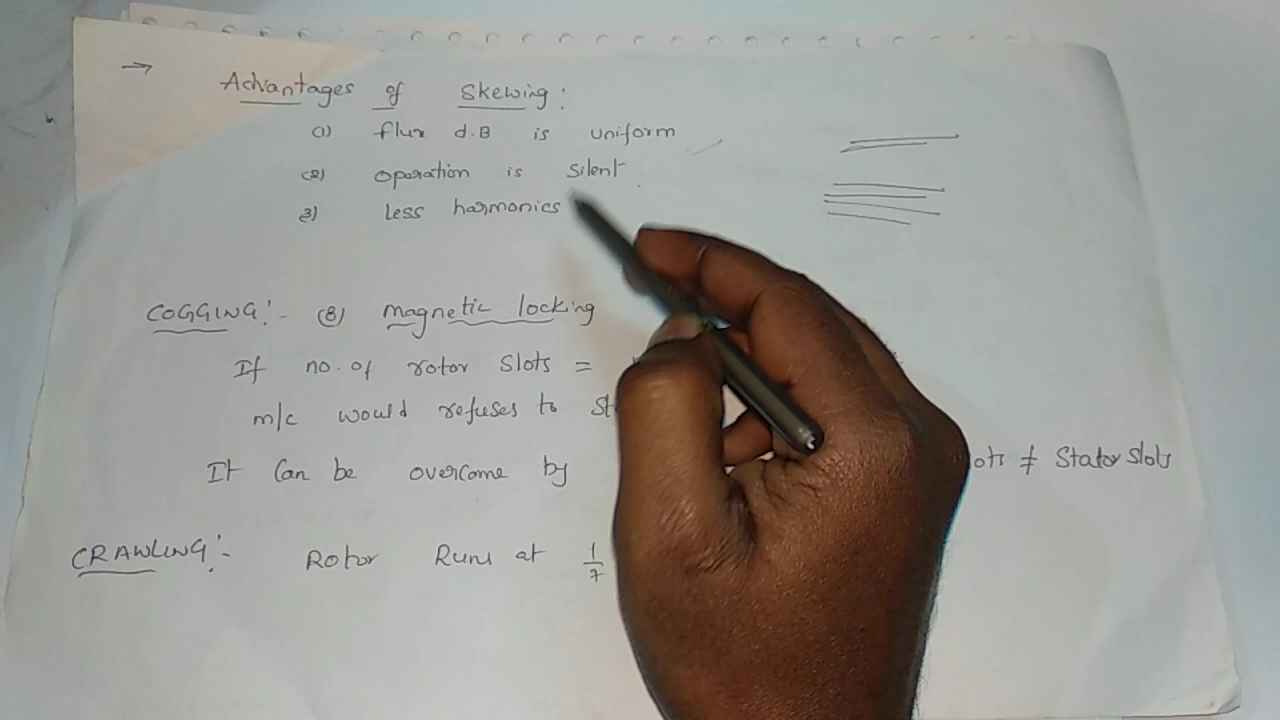 → Advantages of Skewing:
(1) flux d.B is uniform
(2) operation is silent
3) less harmonics
COGGING:- (8) magnetic locking
If no. of rotor slots =
m/c would refuses to
It Can be overcome by ≠ Stator slots
CRAWLING:- Rotor Runs at 1/7